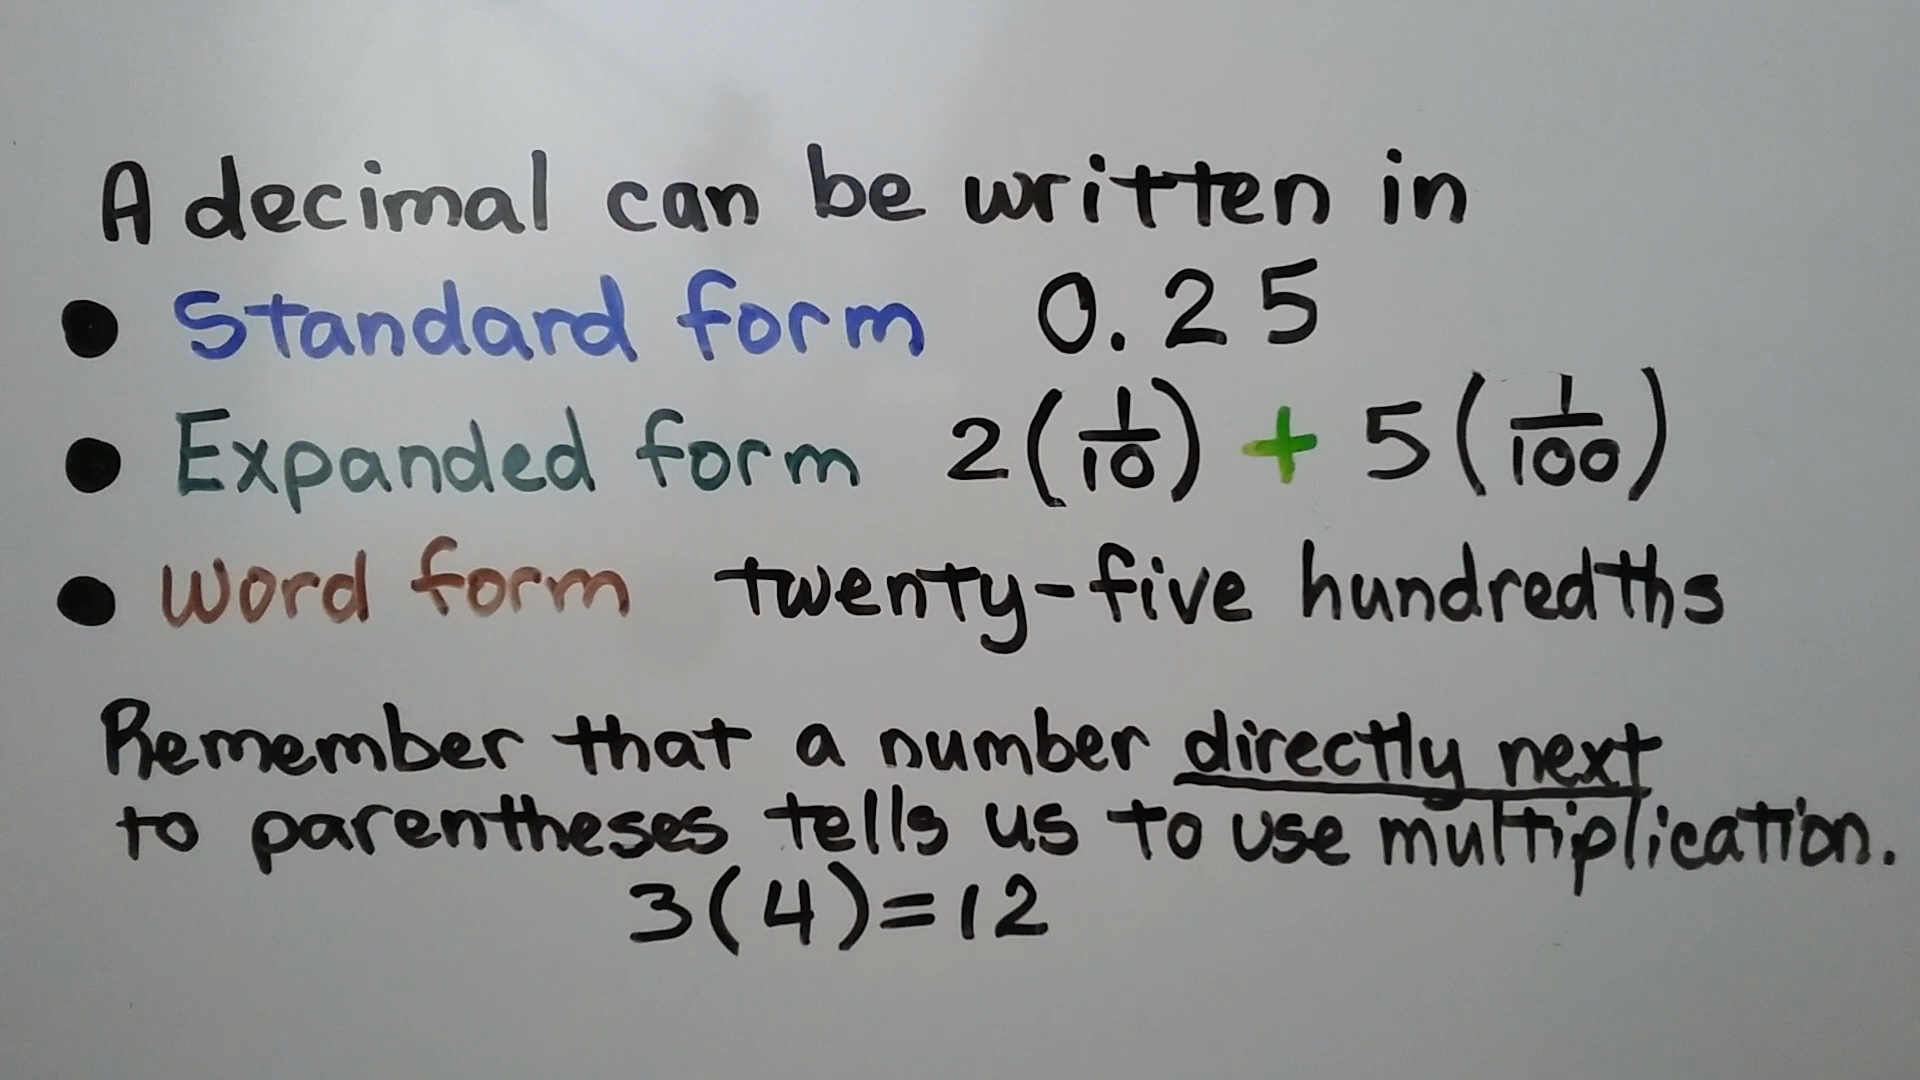 A decimal can be written in
● Standard form 0.25
● Expanded form 2(1/10) + 5(1/100)
● Word form twenty-five hundredths
Remember that a number directly next
to parentheses tells us to use multiplication.
3(4)=12